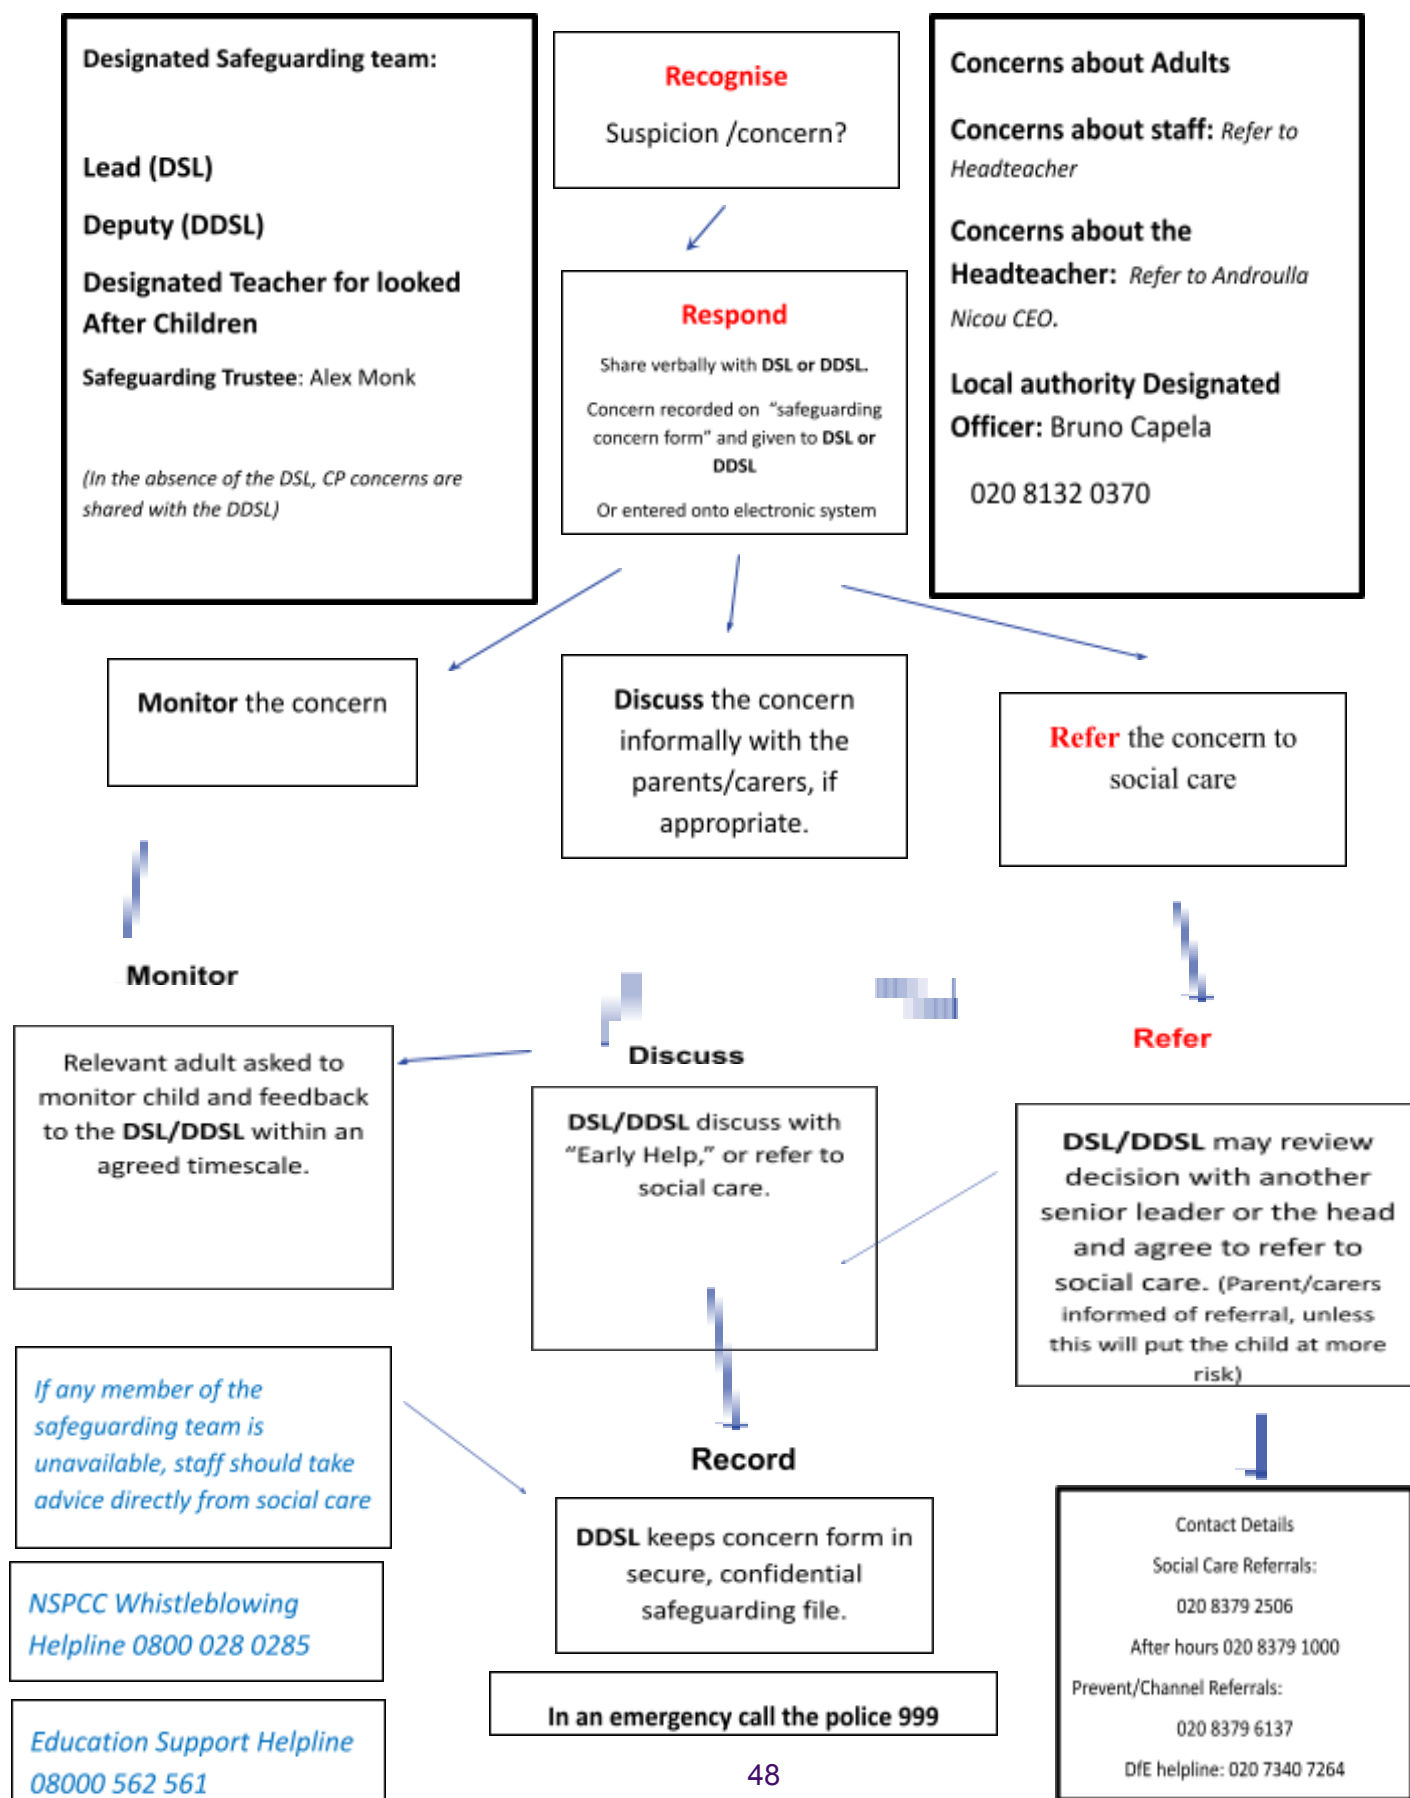 Designated Safeguarding team:
Lead (DSL)
Deputy (DDSL)
Designated Teacher for looked
After Children
Safeguarding Trustee: Alex Monk
(In the absence of the DSL, CP concerns are
shared with the DDSL)
Recognise
Suspicion /concern?
Concerns about Adults
Concerns about staff: Refer to
Headteacher
Concerns about the
Headteacher: Refer to Androulla
Nicou CEO.
Local authority Designated
Officer: Bruno Capela
020 8132 0370
Respond
Share verbally with DSL or DDSL.
Concern recorded on "safeguarding
concern form" and given to DSL or
DDSL
Or entered onto electronic system
Monitor the concern
Discuss the concern
informally with the
parents/carers, if
appropriate.
Refer the concern to
social care
Monitor
Relevant adult asked to
monitor child and feedback
to the DSL/DDSL within an
agreed timescale.
Discuss
DSL/DDSL discuss with
"Early Help," or refer to
social care.
Refer
DSL/DDSL may review
decision with another
senior leader or the head
and agree to refer to
social care. (Parent/carers
informed of referral, unless
this will put the child at more
risk)
If any member of the
safeguarding team is
unavailable, staff should take
advice directly from social care
Record
DDSL keeps concern form in
secure, confidential
safeguarding file.
NSPCC Whistleblowing
Helpline 0800 028 0285
In an emergency call the police 999
Education Support Helpline
08000 562 561
Contact Details
Social Care Referrals:
020 8379 2506
After hours 020 8379 1000
Prevent/Channel Referrals:
020 8379 6137
DfE helpline: 020 7340 7264
48